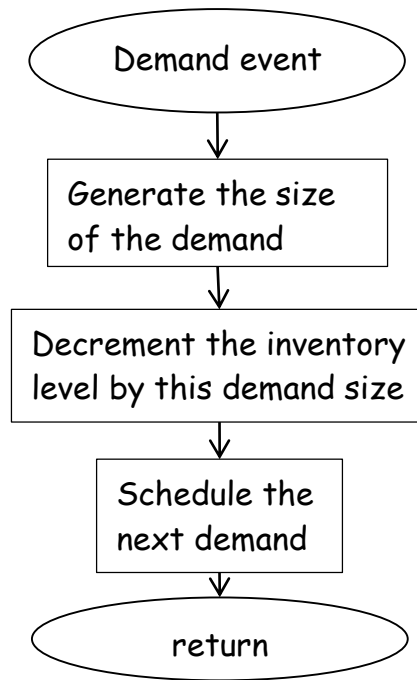 Demand event
Generate the size
of the demand
Decrement the inventory
level by this demand size
Schedule the
next demand
return